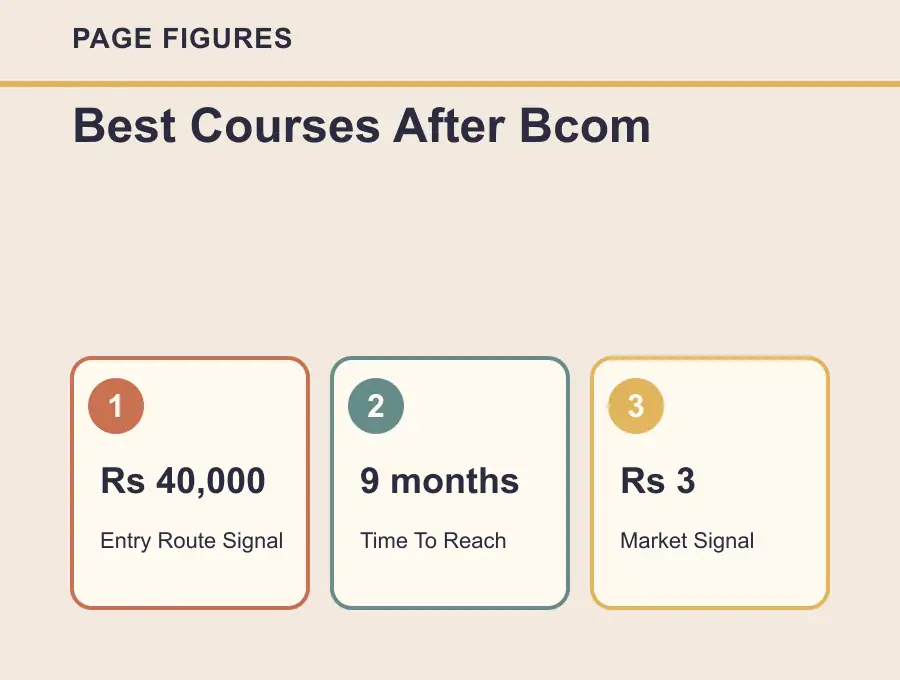 PAGE FIGURES
Best Courses After Bcom
1
Rs 40,000
Entry Route Signal
2
9 months
Time To Reach
3
Rs 3
Market Signal